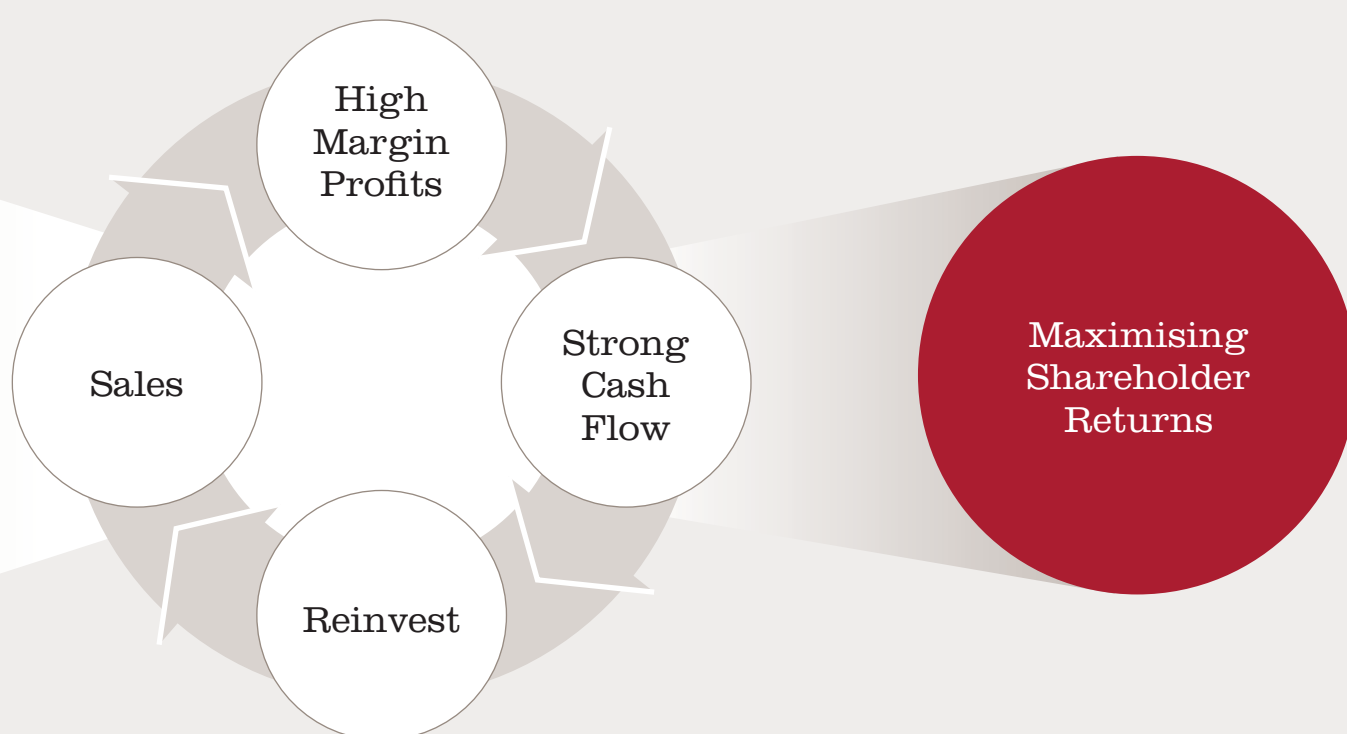 High
Margin
Profits
Sales
Strong
Cash
Flow
Reinvest
Maximising
Shareholder
Returns